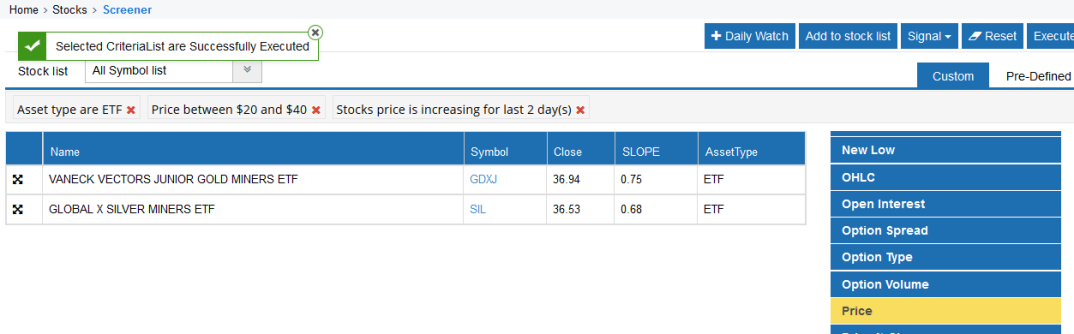 Home > Stocks > Screener
Selected CriteriaList are Successfully Executed
+ Daily Watch Add to stock list Signal Reset Execute
Stock list All Symbol list
Custom Pre-Defined
Asset type are ETF ✖ Price between $20 and $40 ✖ Stocks price is increasing for last 2 day(s) ✖
Name Symbol Close SLOPE AssetType
VANECK VECTORS JUNIOR GOLD MINERS ETF GDXJ 36.94 0.75 ETF
GLOBAL X SILVER MINERS ETF SIL 36.53 0.68 ETF
New Low
OHLC
Open Interest
Option Spread
Option Type
Option Volume
Price